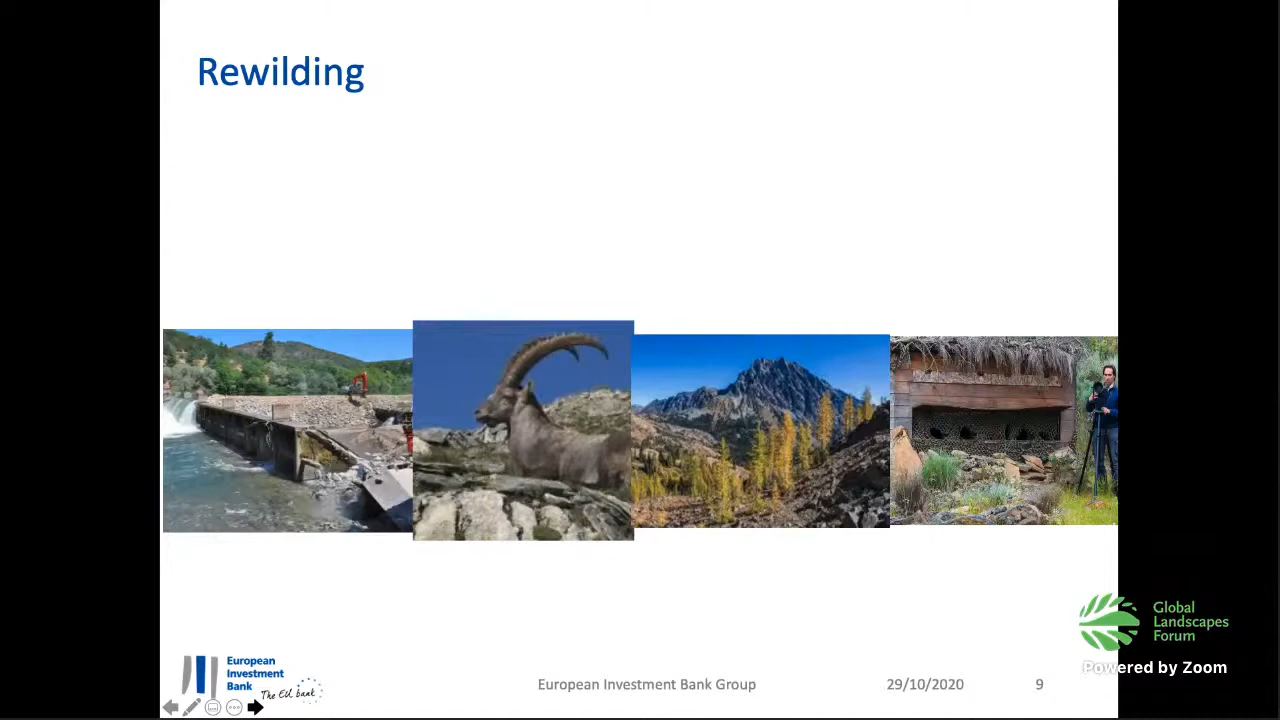 Rewilding
Global
Landscapes
Forum
Powered by Zoom
European
Investment
Bank
The EU bank
European Investment Bank Group
29/10/2020
9